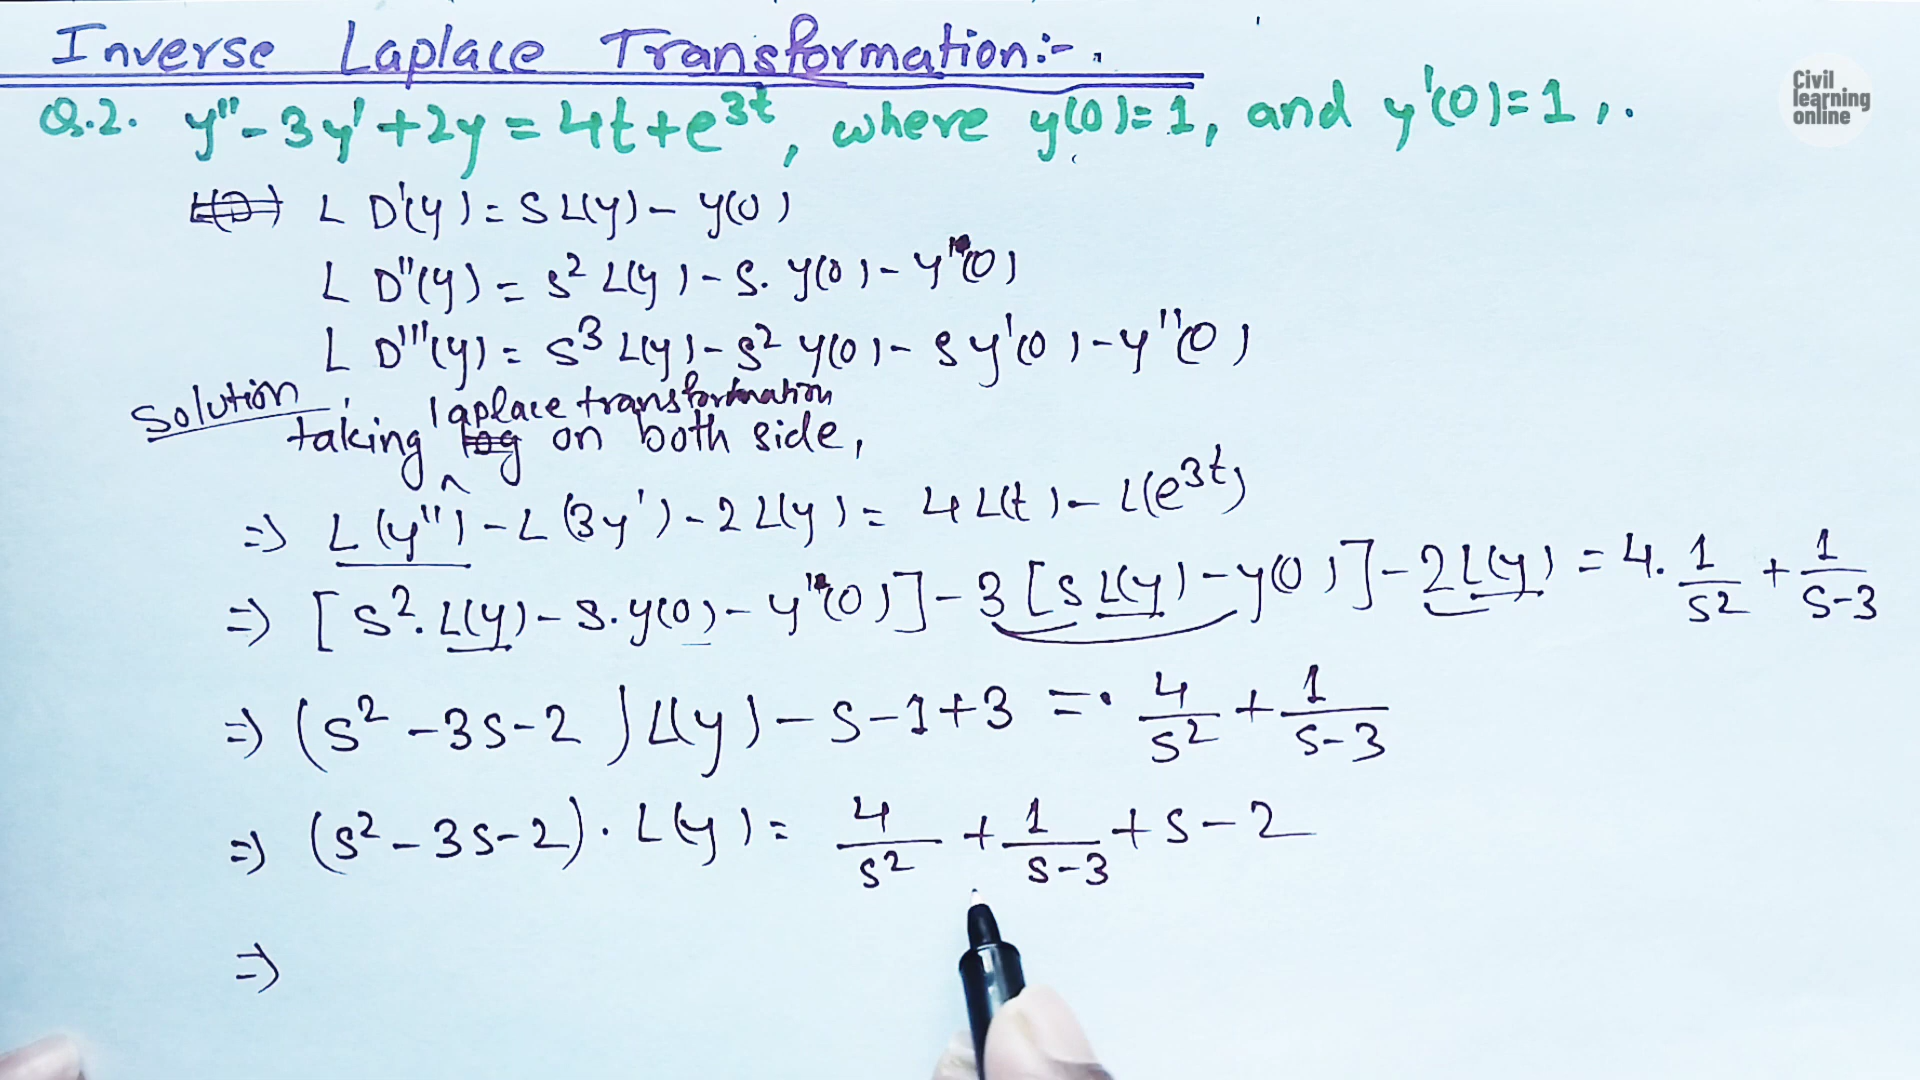 Inverse Laplace Transformation:-
Q.2. y"-3y'+2y = 4t+e^3t, where y(0)=1, and y'(0)=1,.
Civil
learning
online
L(D) L D'(y) = S L(y) - y(0)
L D"(y) = s² L(y) - s. y(0) - y'(0)
L D"'(y) = s³ L(y) - s² y(0) - s y'(0) - y"(0)
Solution :
laplace transformation
taking log on both side,
=> L(y") - L(3y') - 2L(y) = 4L(t) - L(e^3t)
=> [s².L(y) - s.y(0) - y'(0)] - 3[s L(y) - y(0)] - 2L(y) = 4. 1/s² + 1/s-3
=> (s² - 3s - 2) L(y) - s - 1 + 3 = 4/s² + 1/s-3
=> (s² - 3s - 2). L(y) = 4/s² + 1/s-3 + s - 2
=>